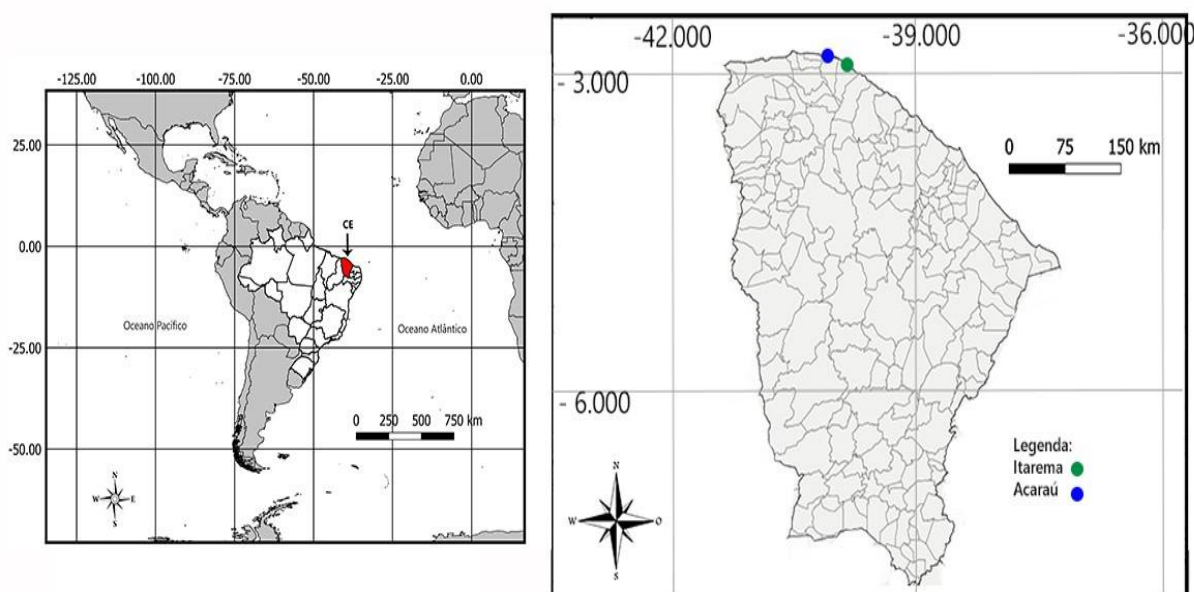 -125.00 -100.00 -75.00 -50.00 -25.00 0.00
25.00
0.00
-25.00
-50.00
CE
Oceano Pacífico
Oceano Atlântico
0 250 500 750 km
N
W E
S
-42.000 -39.000 -36.000
- 3.000
- 6.000
0 75 150 km
Legenda:
Itarema
Acaraú
N
W O
S